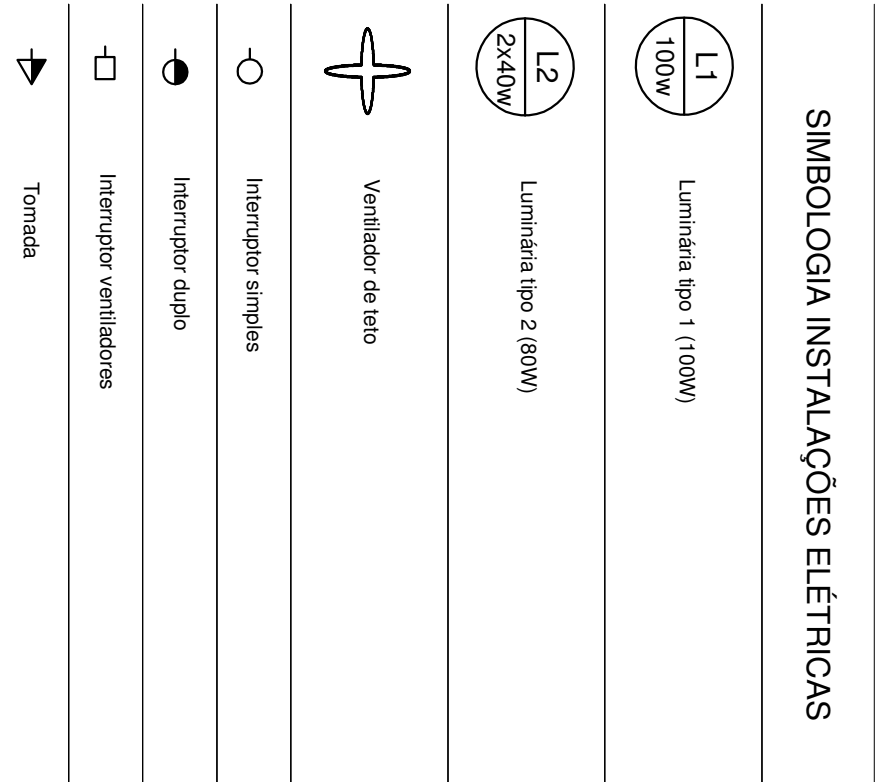 SIMBOLOGIA INSTALAÇÕES ELÉTRICAS
L1
100w
Luminária tipo 1 (100W)
L2
2x40w
Luminária tipo 2 (80W)
Ventilador de teto
Interruptor simples
Interruptor duplo
Interruptor ventiladores
Tomada